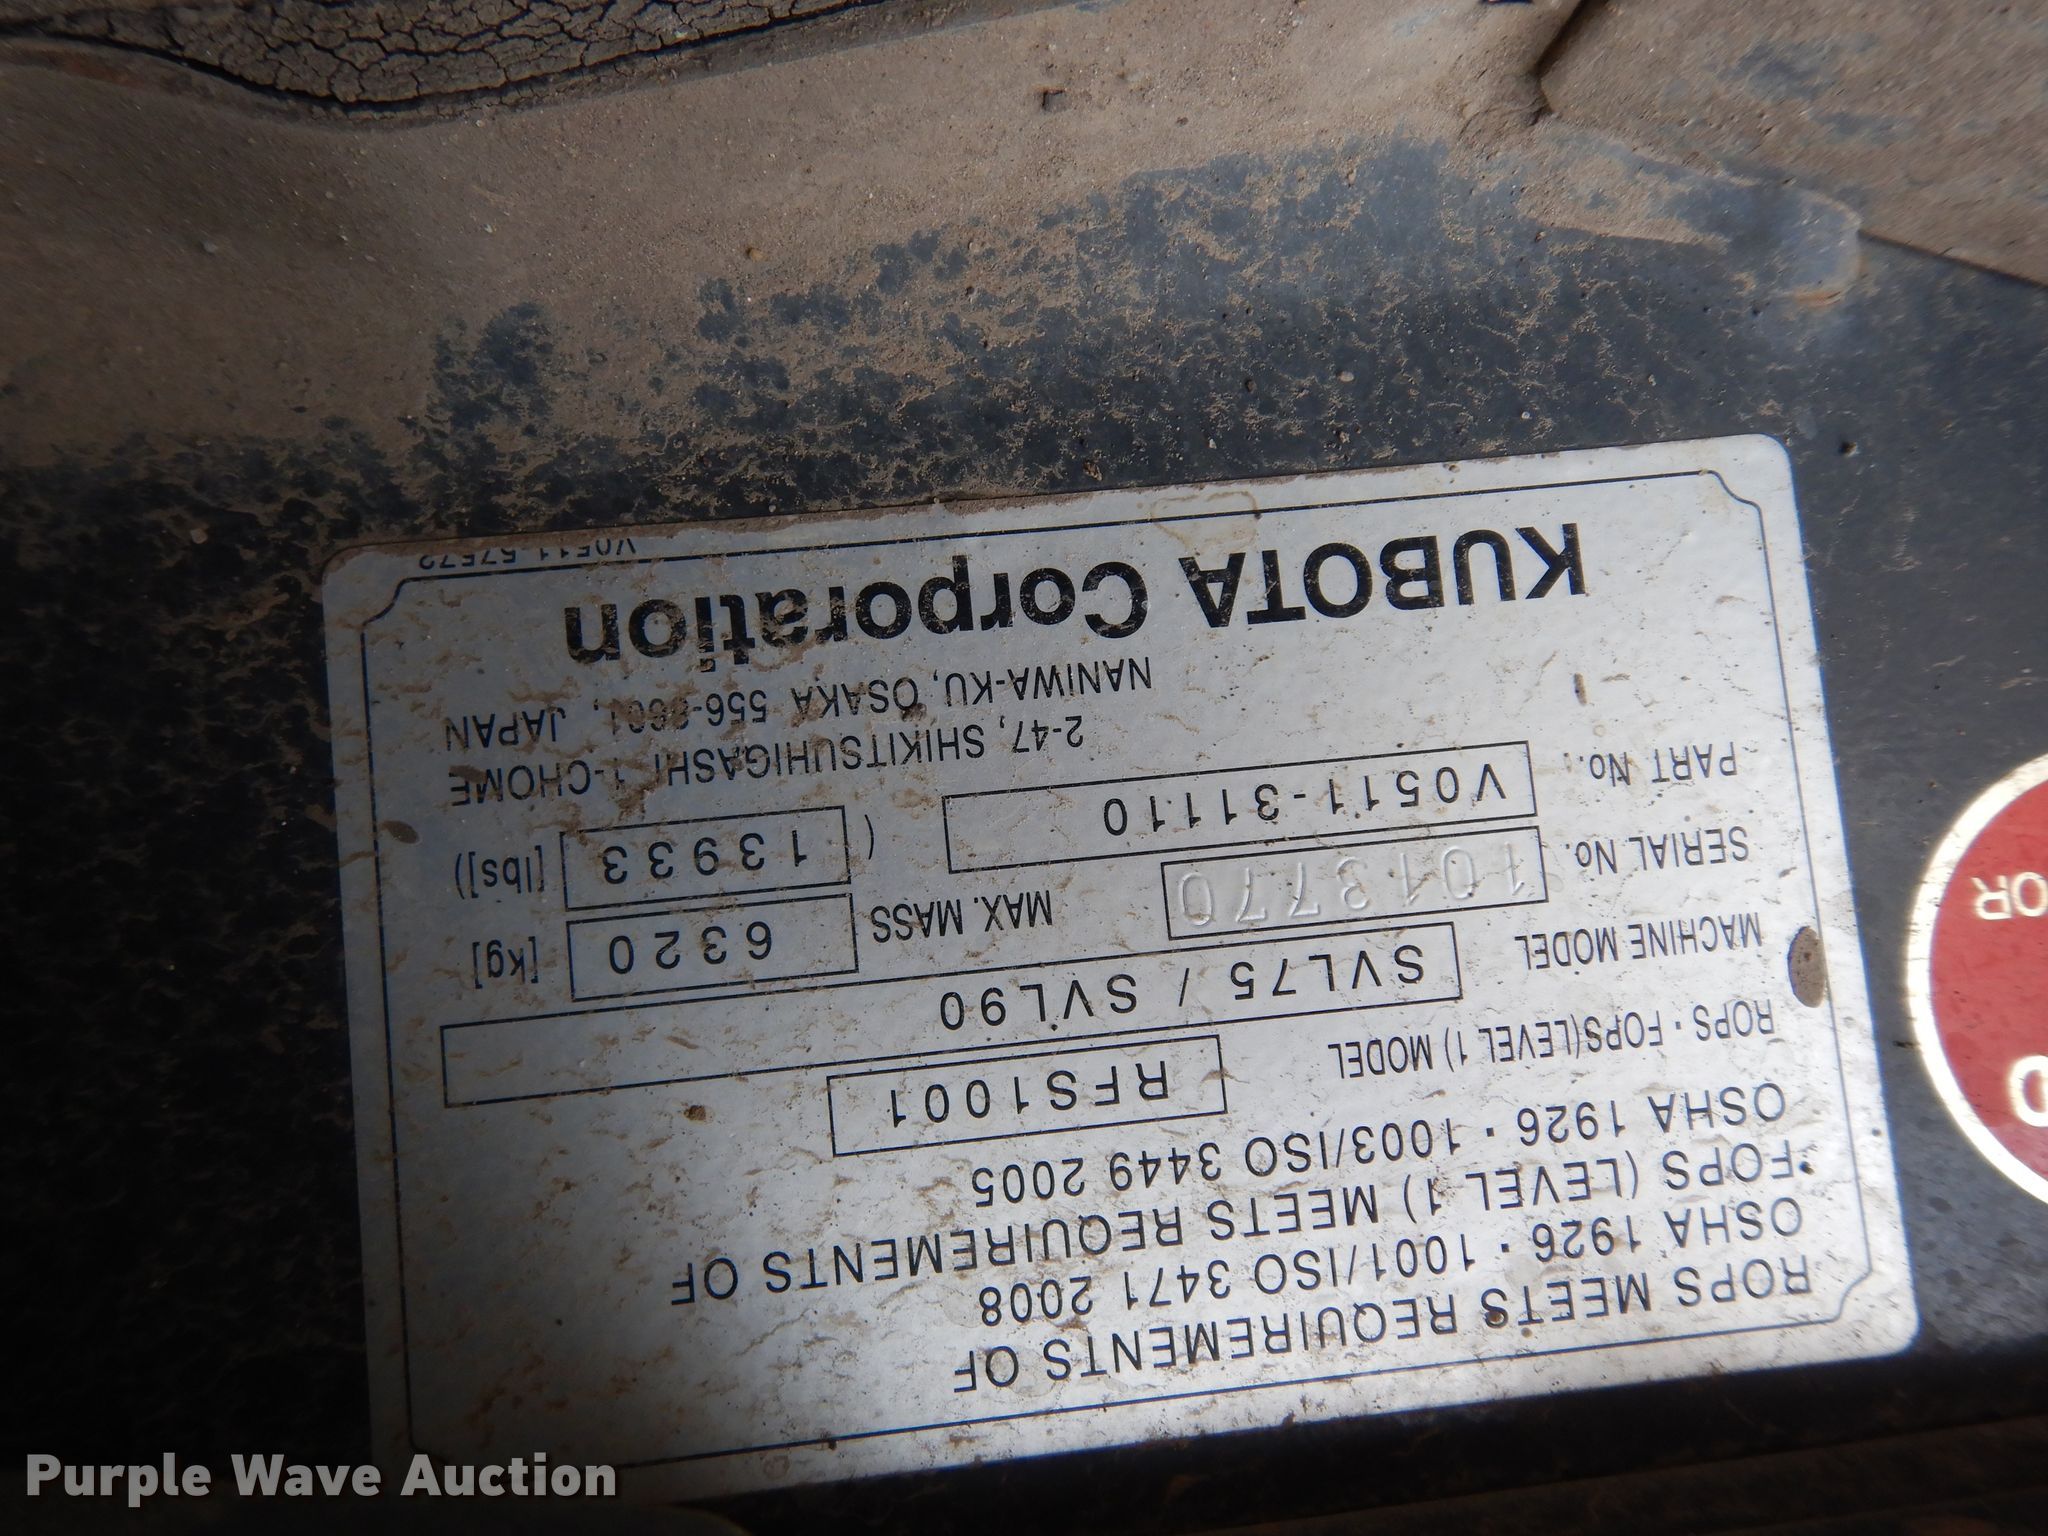 ROPS MEETS REQUIREMENTS OF
OSHA 1926・1001/ISO 3471 2008
FOPS (LEVEL 1) MEETS REQUIREMENTS OF
OSHA 1926・1003/ISO 3449 2005
ROPS・FOPS(LEVEL 1) MODEL RFS1001
MACHINE MODEL SVL75 / SVL90
SERIAL No. 1013770 MAX. MASS 6320 [kg]
PART No.: V0511-31110 ( 13933 [lbs])
2-47, SHIKITSUHIGASHI 1-CHOME
NANIWA-KU, OSAKA 556-8601, JAPAN
KUBOTA Corporation
V0511-57572
OR
Purple Wave Auction